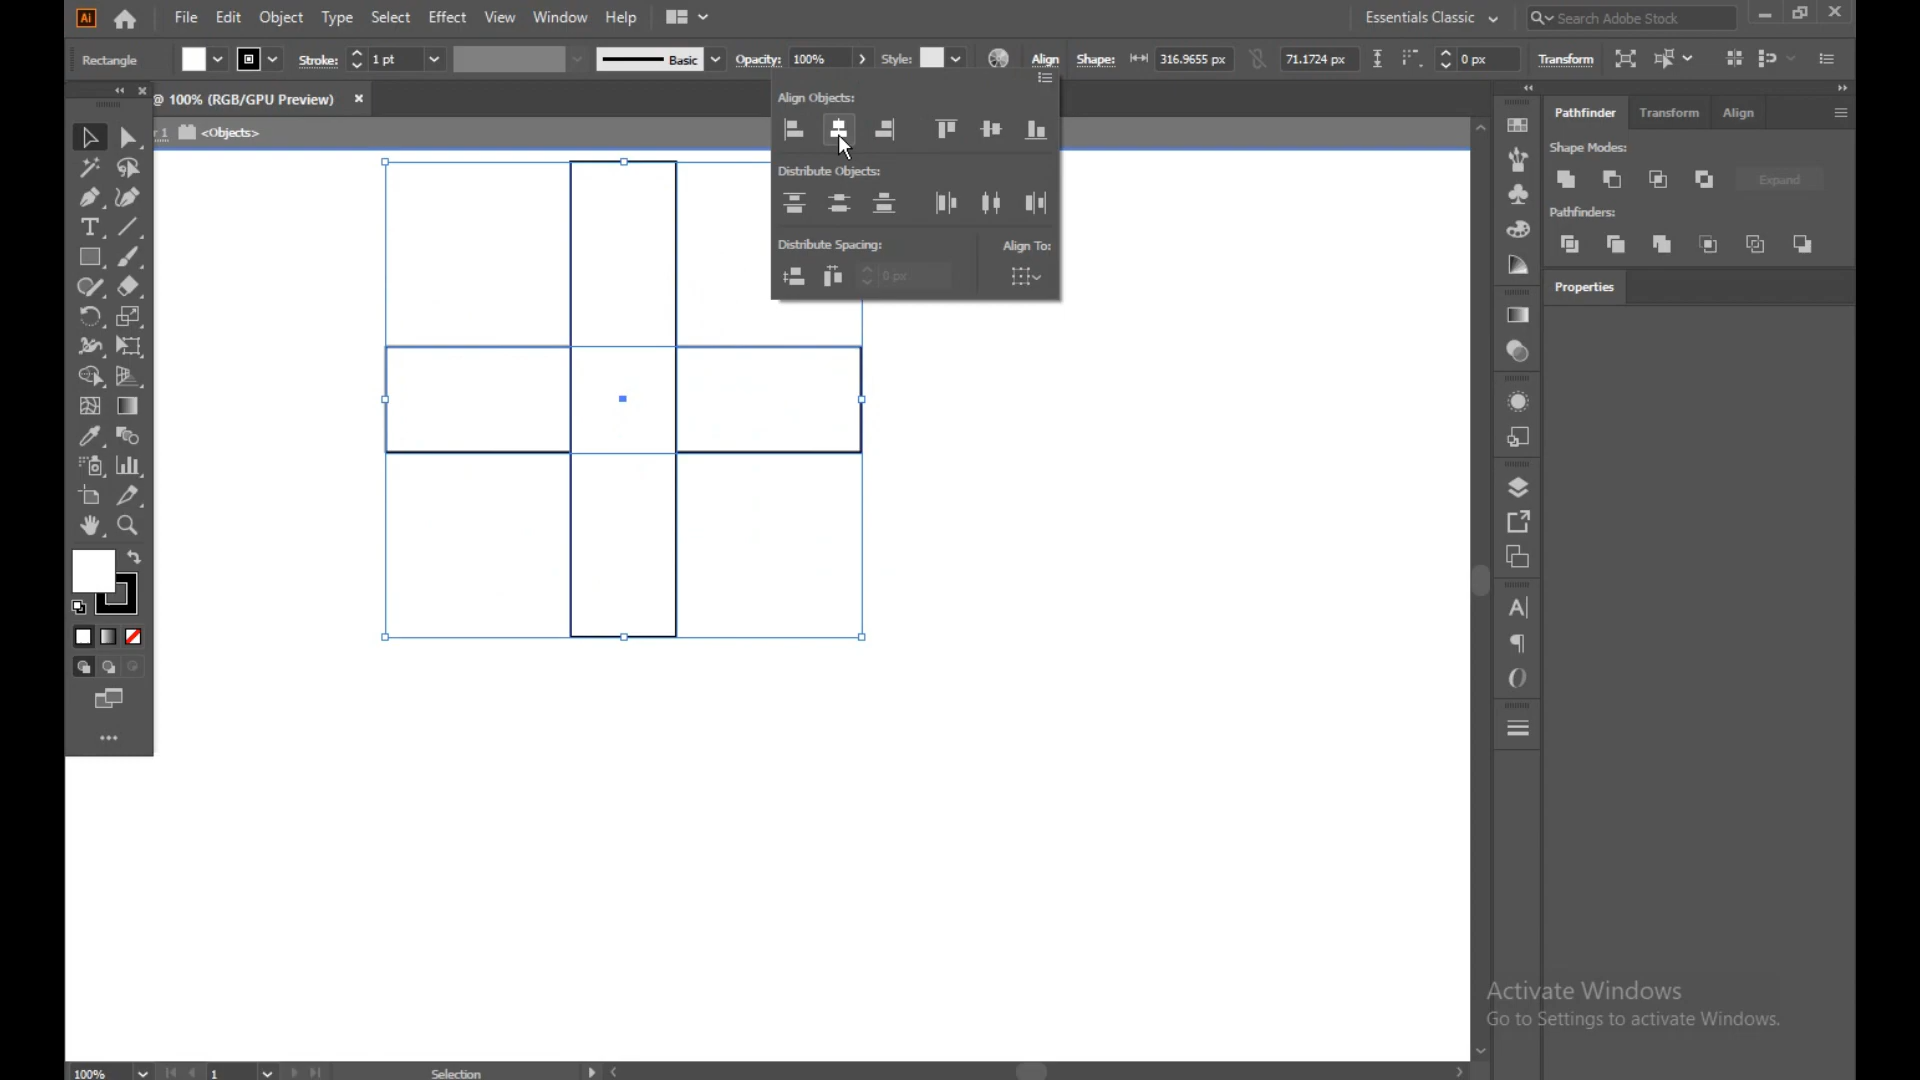 Ai File Edit Object Type Select Effect View Window Help Essentials Classic Search Adobe Stock
Rectangle Stroke: 1 pt Basic Opacity: 100% Style: Align Shape: 316.9655 px 71.1724 px 0 px Transform
@ 100% (RGB/GPU Preview)
r 1 <Objects>
Align Objects:
Distribute Objects:
Distribute Spacing: Align To:
0 px
Pathfinder Transform Align
Shape Modes:
Expand
Pathfinders:
Properties
Activate Windows
Go to Settings to activate Windows.
100% 1 Selection